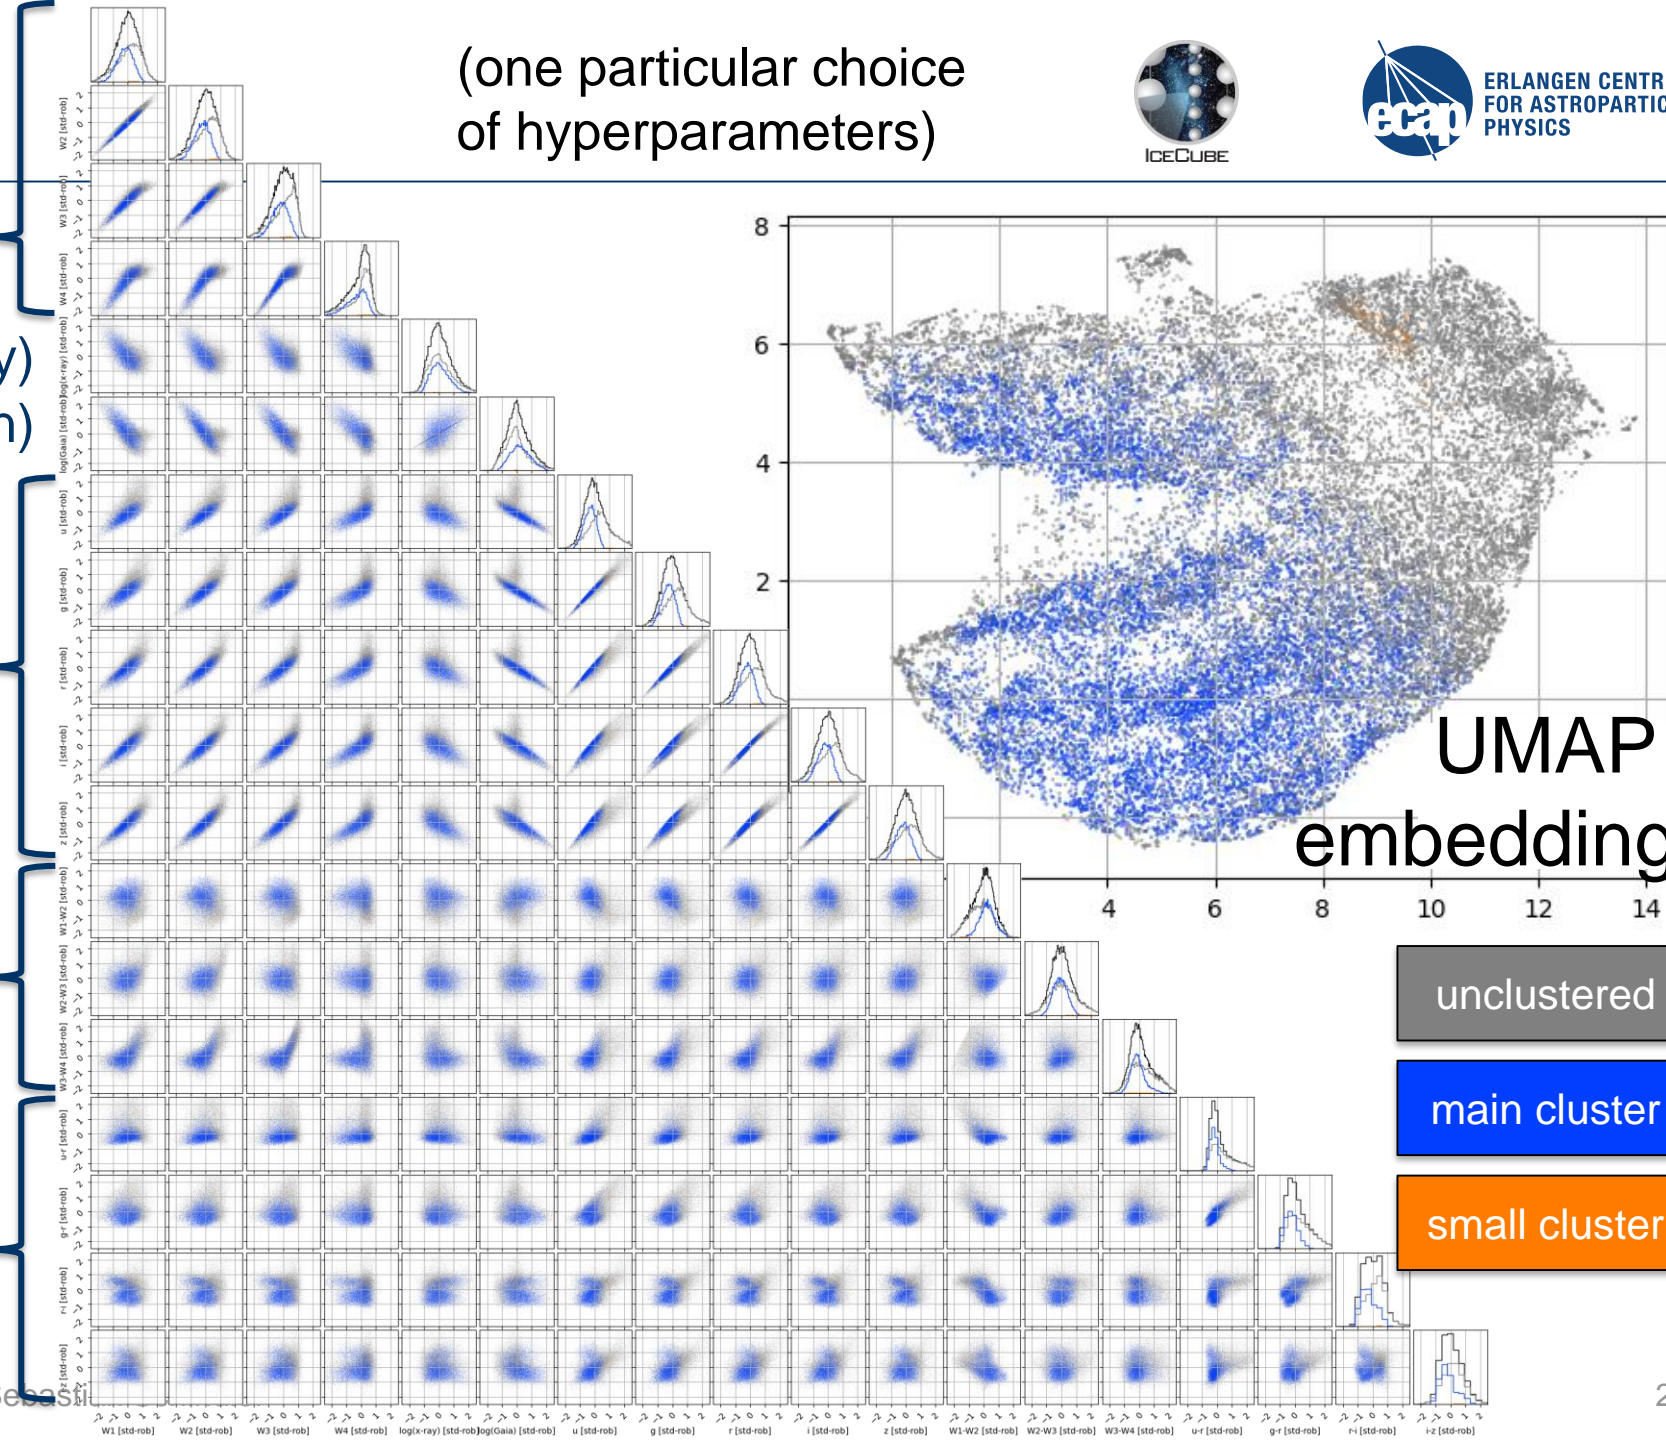 (one particular choice
of hyperparameters)
ICECUBE
ecap
ERLANGEN CENTR
FOR ASTROPARTIC
PHYSICS
y)
n)
W2 [std-rob]
W3 [std-rob]
W4 [std-rob]
log(x-ray) [std-rob]
log(Gaia) [std-rob]
u [std-rob]
g [std-rob]
r [std-rob]
i [std-rob]
z [std-rob]
W1-W2 [std-rob]
W2-W3 [std-rob]
W3-W4 [std-rob]
u-r [std-rob]
g-r [std-rob]
r-i [std-rob]
8
6
4
2
4 6 8 10 12 14
UMAP
embedding
unclustered
main cluster
small cluster
-2 -1 0 1 2
W1 [std-rob] W2 [std-rob] W3 [std-rob] W4 [std-rob] log(x-ray) [std-rob] log(Gaia) [std-rob] u [std-rob] g [std-rob] r [std-rob] i [std-rob] z [std-rob] W1-W2 [std-rob] W2-W3 [std-rob] W3-W4 [std-rob] u-r [std-rob] g-r [std-rob] r-i [std-rob] i-z [std-rob]
2